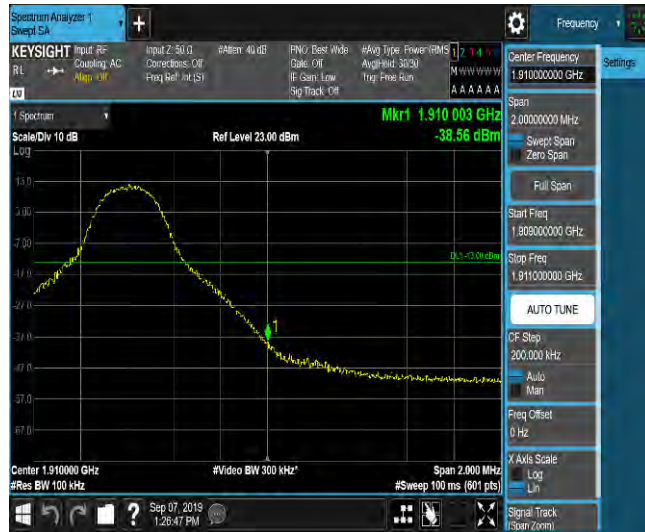 Spectrum Analyzer 1
Swept SA
+
Frequency
KEYSIGHT
RL
Input: RF
Coupling: AC
Align: Off
Input Z: 50 Ω
Corrections: Off
Freq Ref: Int (S)
#Atten: 40 dB
PNO: Best Wide
Gate: Off
IF Gain: Low
Sig Track: Off
#Avg Type: Power (RMS
Avg|Hold: 30/30
Trig: Free Run
M W W W W W
A A A A A A
LXI
1 Spectrum
Scale/Div 10 dB
Log
Ref Level 23.00 dBm
Mkr1 1.910 003 GHz
-38.56 dBm
13.0
3.00
-7.00
DL1 -13.00 dBm
-17.0
-27.0
1
-37.0
-47.0
-57.0
-67.0
Center 1.910000 GHz
#Video BW 300 kHz*
Span 2.000 MHz
#Res BW 100 kHz
#Sweep 100 ms (601 pts)
Sep 07, 2019
1:26:47 PM
Center Frequency
1.910000000 GHz
Settings
Span
2.00000000 MHz
Swept Span
Zero Span
Full Span
Start Freq
1.909000000 GHz
Stop Freq
1.911000000 GHz
AUTO TUNE
CF Step
200.000 kHz
Auto
Man
Freq Offset
0 Hz
X Axis Scale
Log
Lin
Signal Track
(Span Zoom)